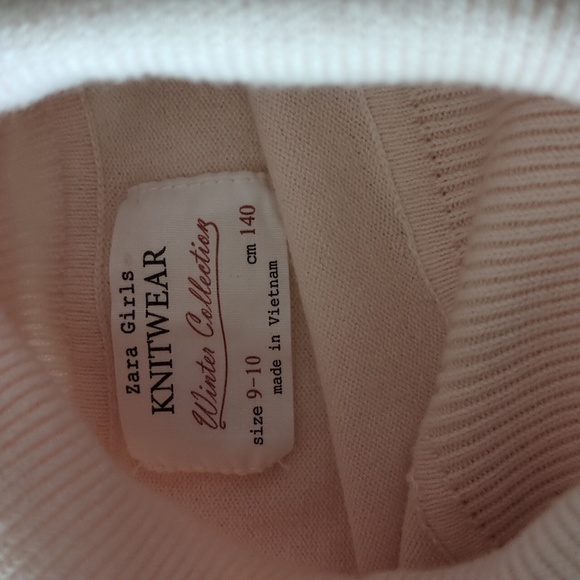 Zara Girls
KNITWEAR
Winter Collection
size 9-10 cm 140
made in Vietnam